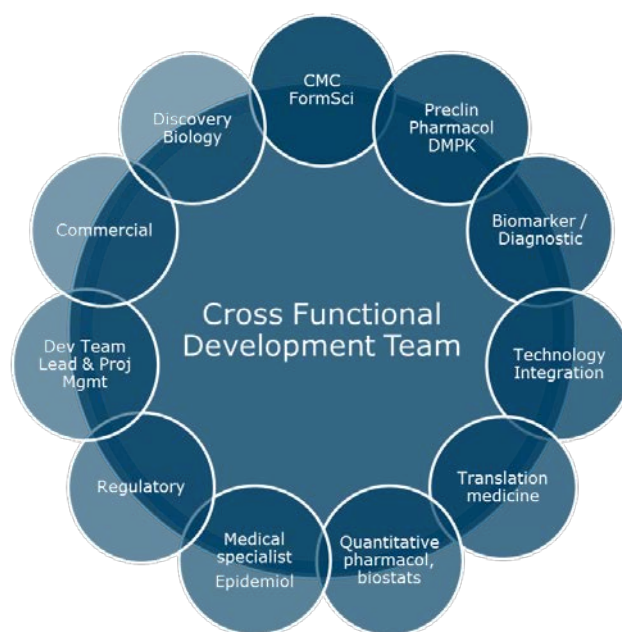 CMC
FormSci
Preclin
Pharmacol
DMPK
Biomarker /
Diagnostic
Technology
Integration
Translation
medicine
Quantitative
pharmacol,
biostats
Medical
specialist
Epidemiol
Regulatory
Dev Team
Lead & Proj
Mgmt
Commercial
Discovery
Biology
Cross Functional
Development Team